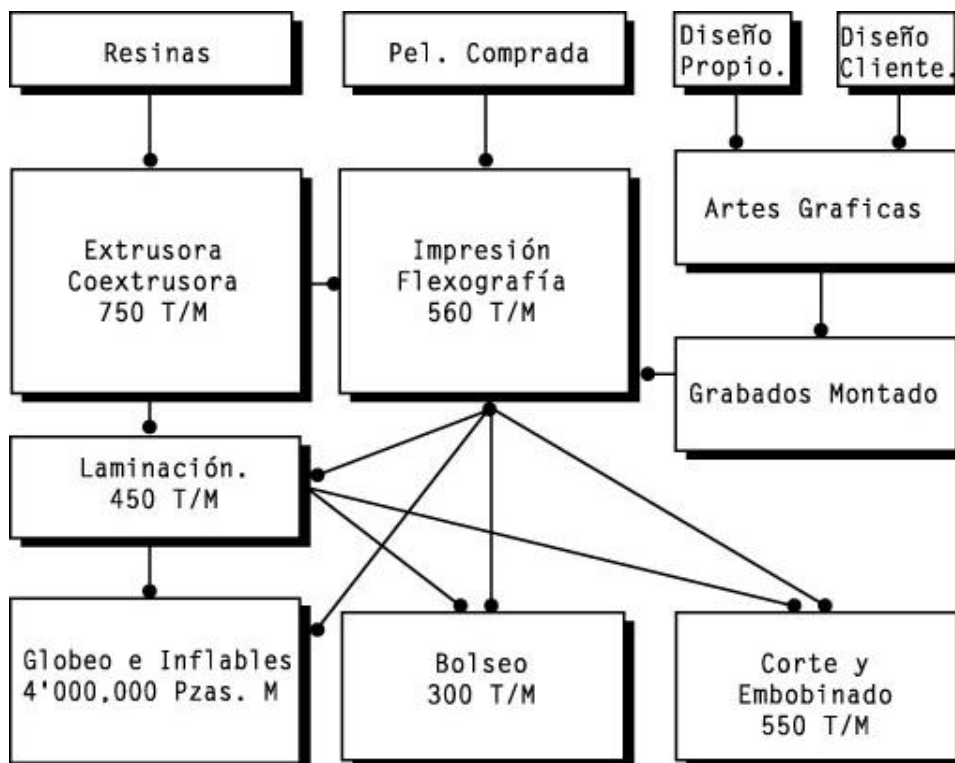 Resinas
Pel. Comprada
Diseño
Propio.
Diseño
Cliente.
Extrusora
Coextrusora
750 T/M
Impresión
Flexografía
560 T/M
Artes Graficas
Grabados Montado
Laminación.
450 T/M
Globeo e Inflables
4'000,000 Pzas. M
Bolseo
300 T/M
Corte y
Embobinado
550 T/M